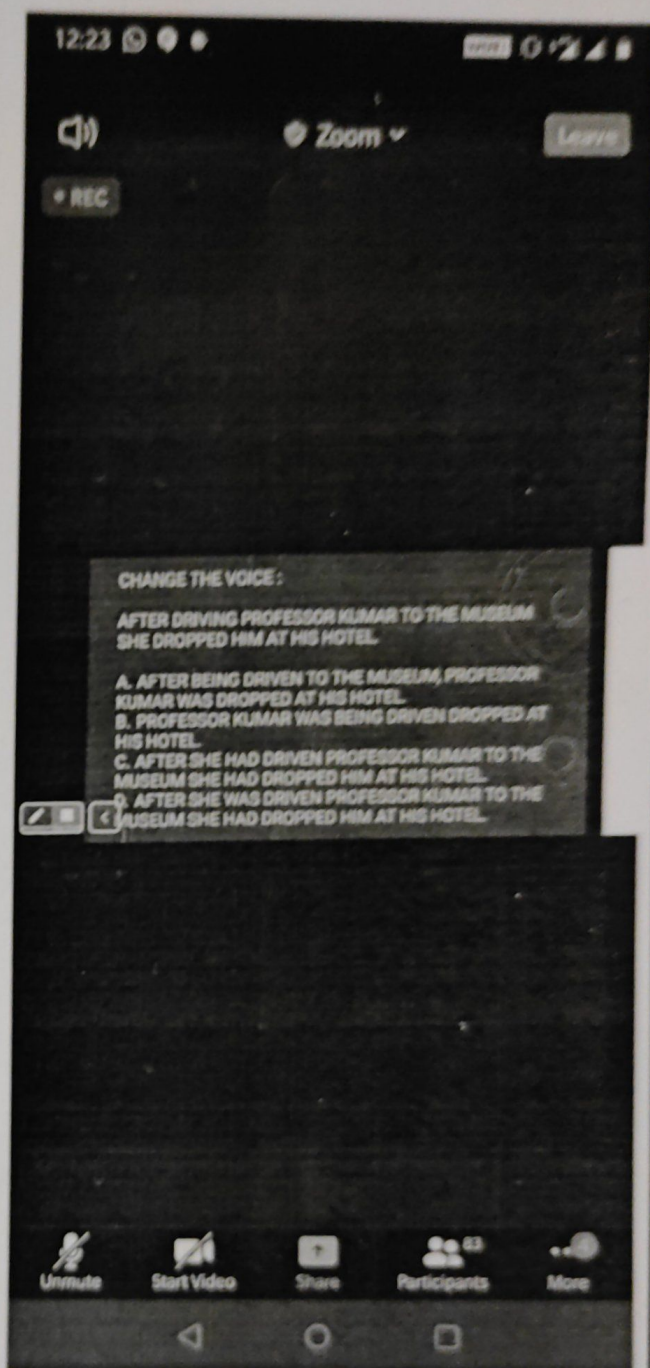 12:23
Zoom
Leave
REC
CHANGE THE VOICE :
AFTER DRIVING PROFESSOR KUMAR TO THE MUSEUM
SHE DROPPED HIM AT HIS HOTEL.
A. AFTER BEING DRIVEN TO THE MUSEUM, PROFESSOR
KUMAR WAS DROPPED AT HIS HOTEL.
B. PROFESSOR KUMAR WAS BEING DRIVEN DROPPED AT
HIS HOTEL.
C. AFTER SHE HAD DRIVEN PROFESSOR KUMAR TO THE
MUSEUM SHE HAD DROPPED HIM AT HIS HOTEL.
D. AFTER SHE WAS DRIVEN PROFESSOR KUMAR TO THE
MUSEUM SHE HAD DROPPED HIM AT HIS HOTEL.
Unmute Start Video Share Participants More